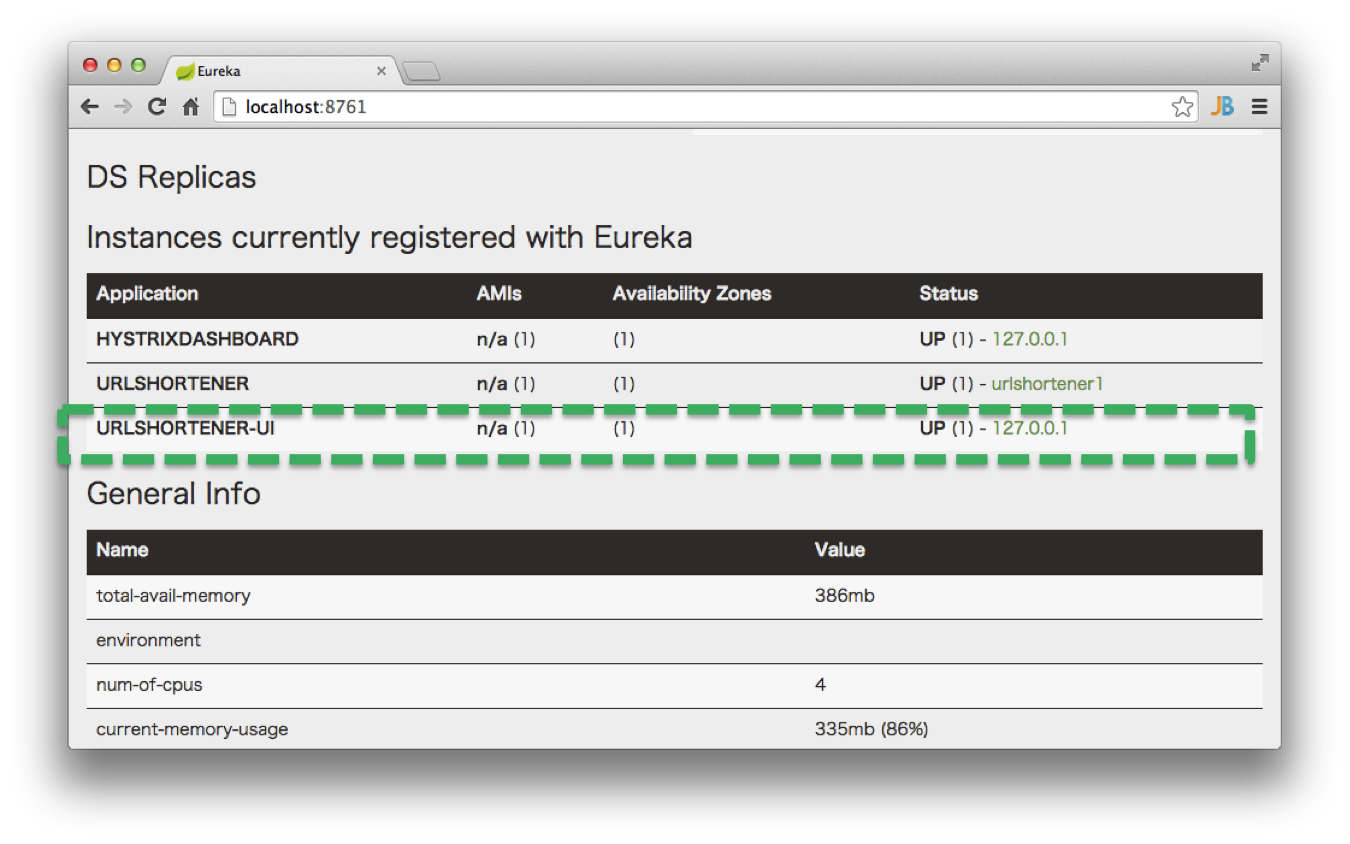 Eureka
localhost:8761
JB
DS Replicas
Instances currently registered with Eureka
Application AMIs Availability Zones Status
HYSTRIXDASHBOARD n/a (1) (1) UP (1) - 127.0.0.1
URLSHORTENER n/a (1) (1) UP (1) - urlshortener1
URLSHORTENER-UI n/a (1) (1) UP (1) - 127.0.0.1
General Info
Name Value
total-avail-memory 386mb
environment
num-of-cpus 4
current-memory-usage 335mb (86%)